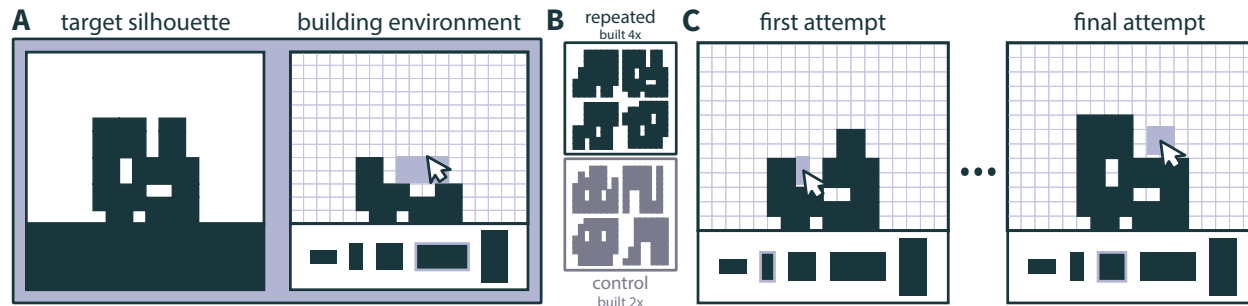 A target silhouette building environment
B repeated
built 4x
control
built 2x
C first attempt final attempt